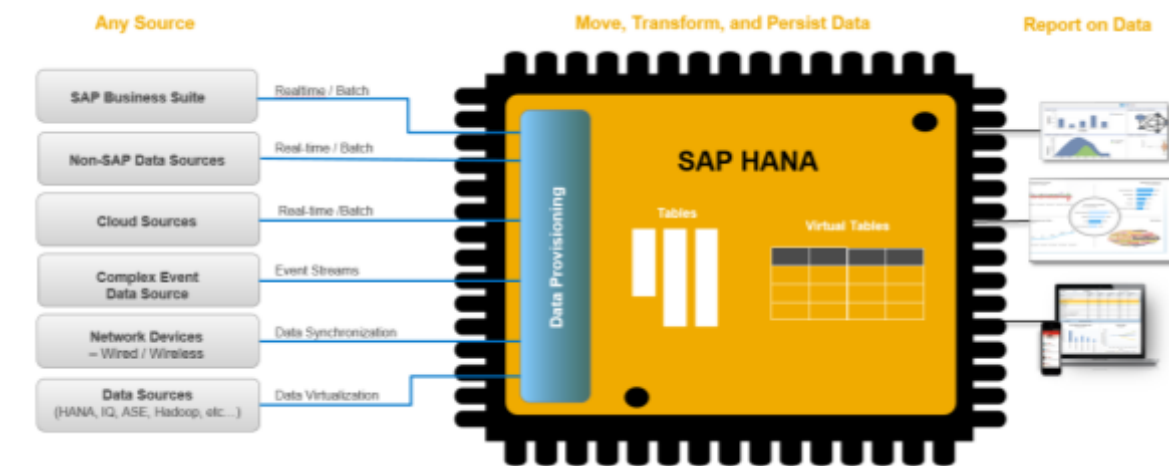 Any Source
Move, Transform, and Persist Data
Report on Data
SAP Business Suite
Realtime / Batch
Non-SAP Data Sources
Real-time / Batch
Cloud Sources
Real-time /Batch
Complex Event
Data Source
Event Streams
Network Devices
– Wired / Wireless
Data Synchronization
Data Sources
(HANA, IQ, ASE, Hadoop, etc...)
Data Virtualization
Data Provisioning
SAP HANA
Tables
Virtual Tables